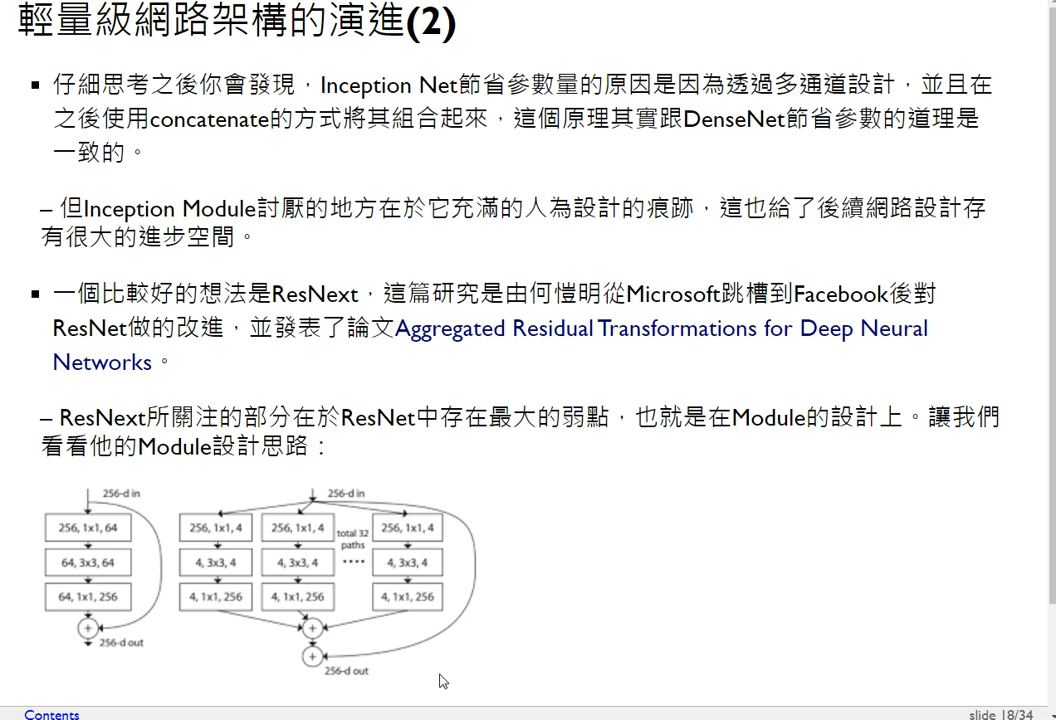 輕量級網路架構的演進(2)
▪ 仔細思考之後你會發現，Inception Net節省參數量的原因是因為透過多通道設計，並且在
之後使用concatenate的方式將其組合起來，這個原理其實跟DenseNet節省參數的道理是
一致的。
– 但Inception Module討厭的地方在於它充滿的人為設計的痕跡，這也給了後續網路設計存
有很大的進步空間。
▪ 一個比較好的想法是ResNext，這篇研究是由何愷明從Microsoft跳槽到Facebook後對
ResNet做的改進，並發表了論文Aggregated Residual Transformations for Deep Neural
Networks。
– ResNext所關注的部分在於ResNet中存在最大的弱點，也就是在Module的設計上。讓我們
看看他的Module設計思路：
256-d in
256, 1x1, 64
64, 3x3, 64
64, 1x1, 256
+
256-d out
256-d in
256, 1x1, 4 256, 1x1, 4 total 32 paths 256, 1x1, 4
4, 3x3, 4 4, 3x3, 4 .... 4, 3x3, 4
4, 1x1, 256 4, 1x1, 256 4, 1x1, 256
+
+
256-d out
Contents
slide 18/34